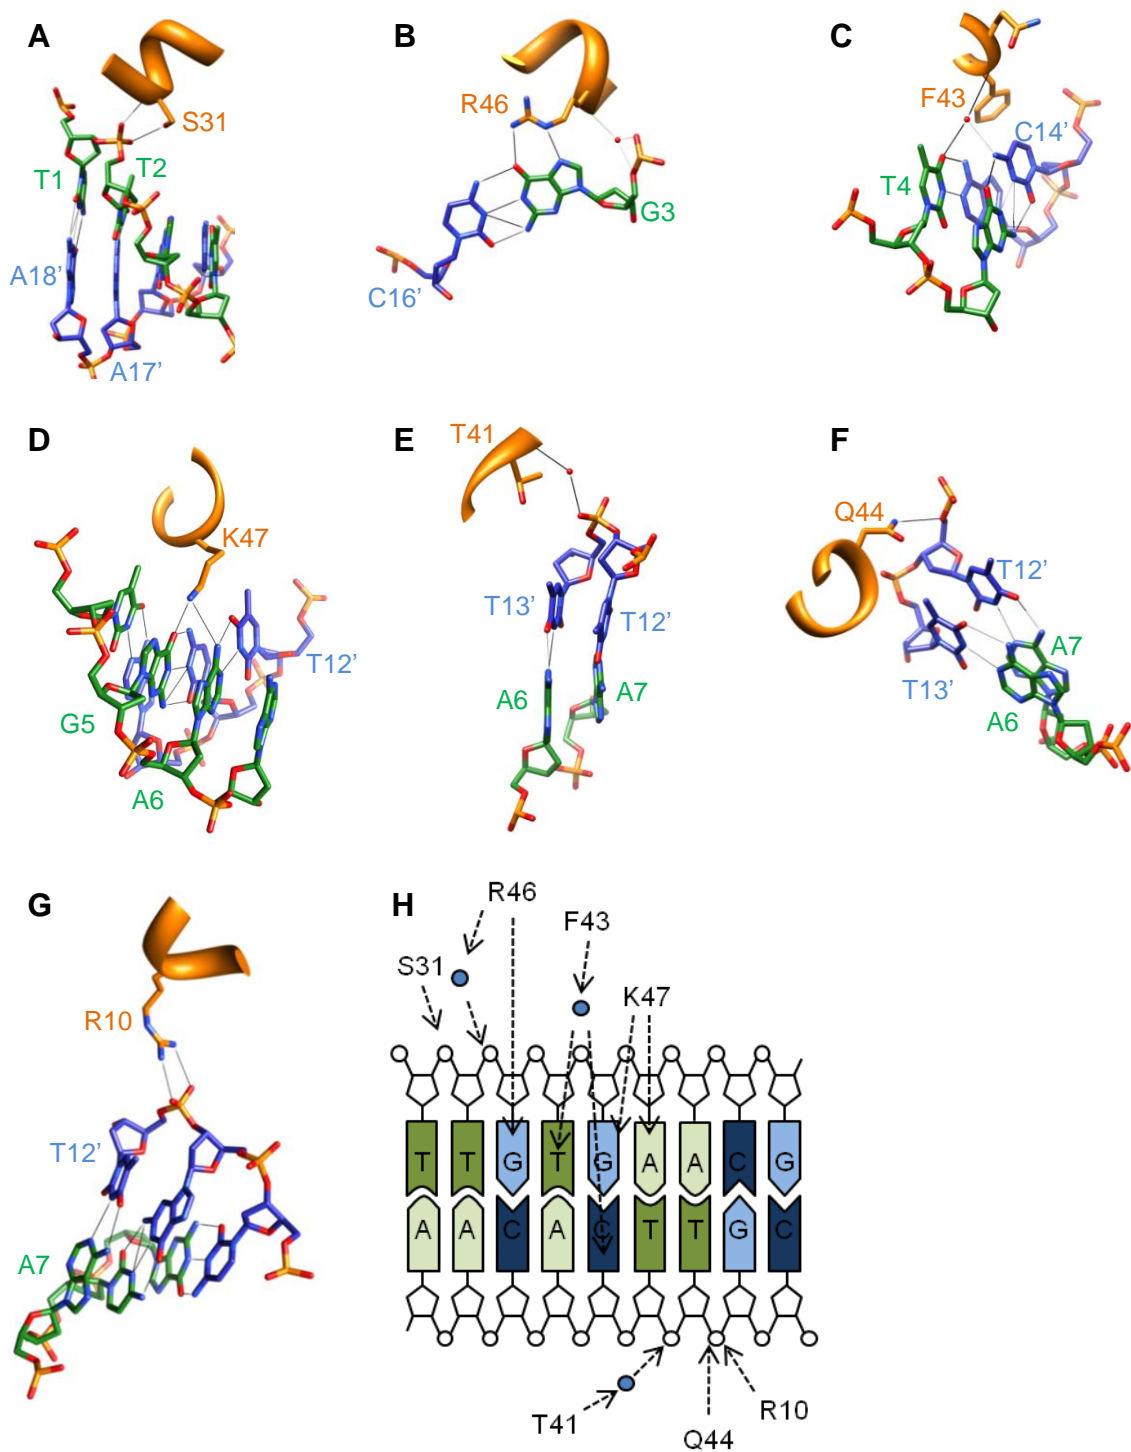 A
S31
T1
T2
A18’
A17’
B
R46
G3
C16’
C
F43
C14’
T4
D
K47
T12’
G5
A6
E
T41
T13’
T12’
A6
A7
F
Q44
T12’
A7
T13’
A6
G
R10
T12’
A7
H
R46
F43
S31
K47
T T G T G A A C G
A A C A C T T G C
T41
R10
Q44